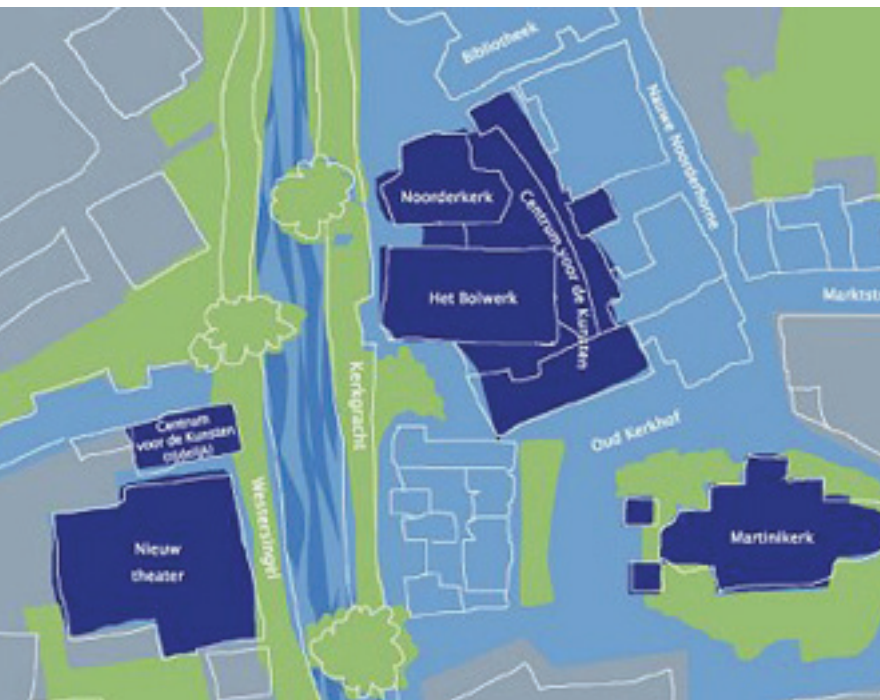 Bibliotheek
Nauwe Noorderhorne
Noorderkerk
Centrum voor de Kunsten
Het Bolwerk
Marktst
Kerkgracht
Oud Kerkhof
Centrum
voor de Kunsten
(tijdelijk)
Westersingel
Nieuw
theater
Martinikerk